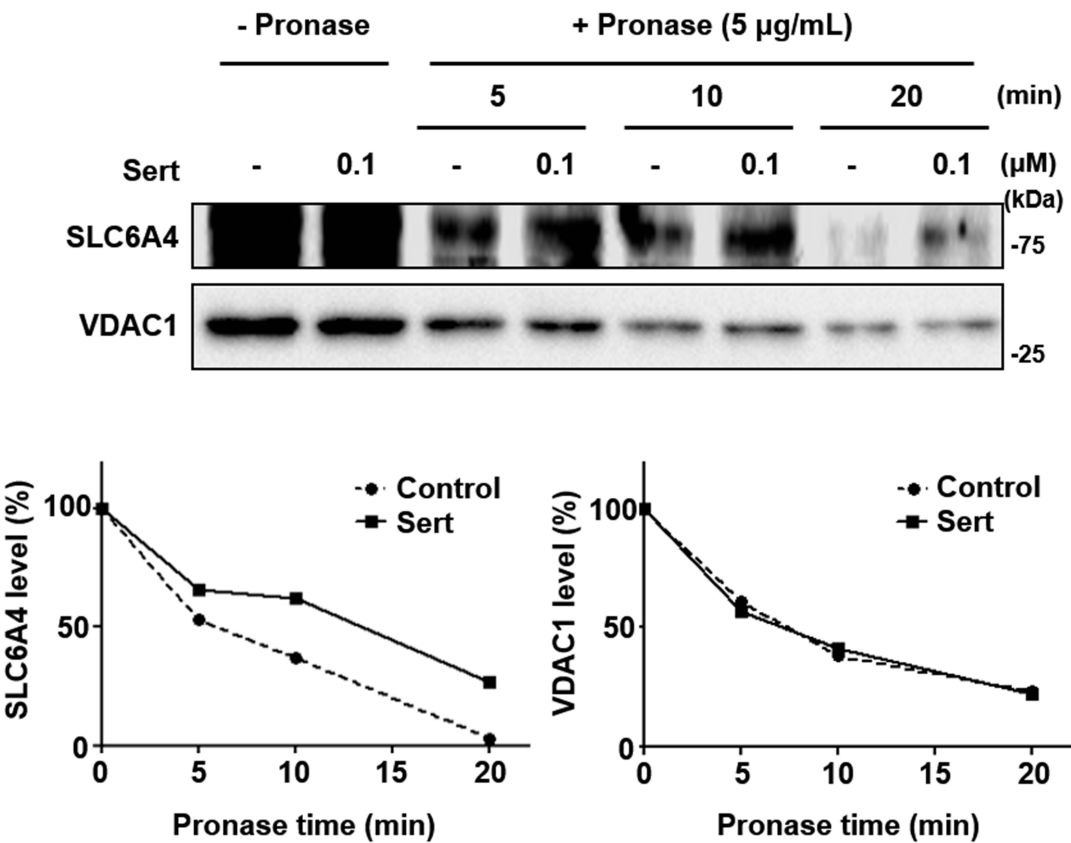 - Pronase + Pronase (5 µg/mL)
5 10 20 (min)
Sert - 0.1 - 0.1 - 0.1 - 0.1 (µM)
(kDa)
SLC6A4 -75
VDAC1
-25
SLC6A4 level (%)
100
50
0
0 5 10 15 20
Pronase time (min)
Control
Sert
VDAC1 level (%)
100
50
0
0 5 10 15 20
Pronase time (min)
Control
Sert